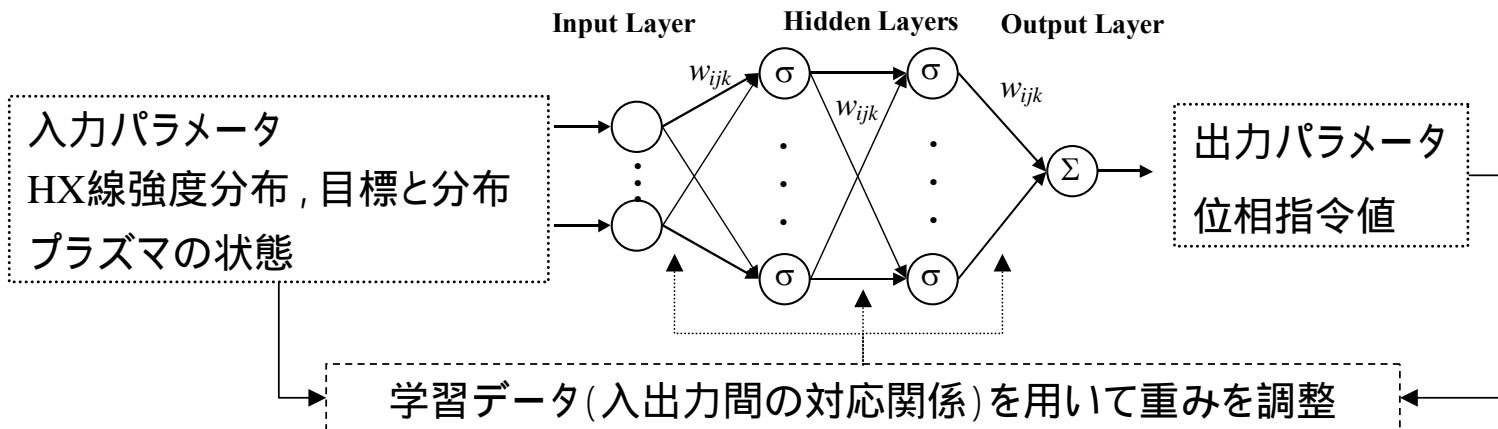 Input Layer
Hidden Layers
Output Layer
wijk
σ
σ
wijk
wijk
入力パラメータ
HX線強度分布 , 目標と分布
プラズマの状態
Σ
出力パラメータ
位相指令値
σ
σ
学習データ(入出力間の対応関係)を用いて重みを調整